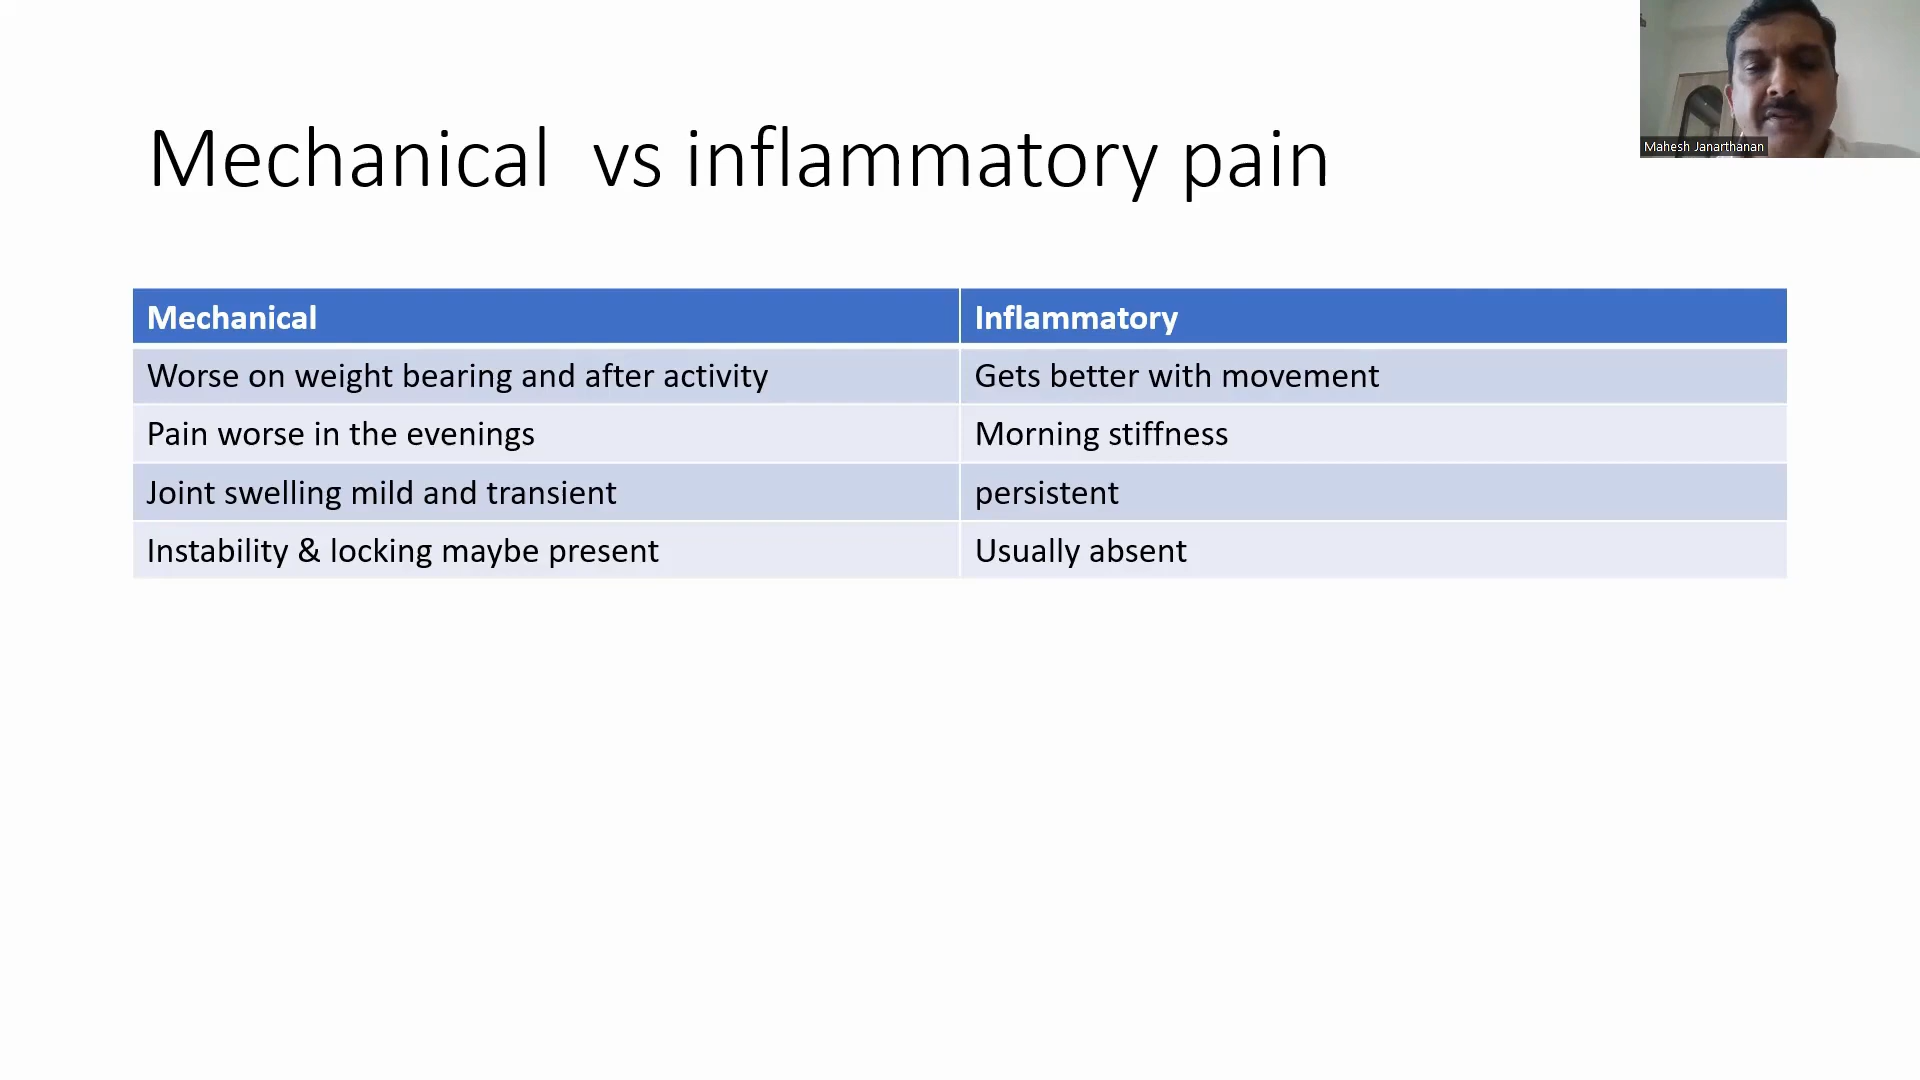 Mahesh Janarthanan
Mechanical vs inflammatory pain
Mechanical Inflammatory
Worse on weight bearing and after activity Gets better with movement
Pain worse in the evenings Morning stiffness
Joint swelling mild and transient persistent
Instability & locking maybe present Usually absent